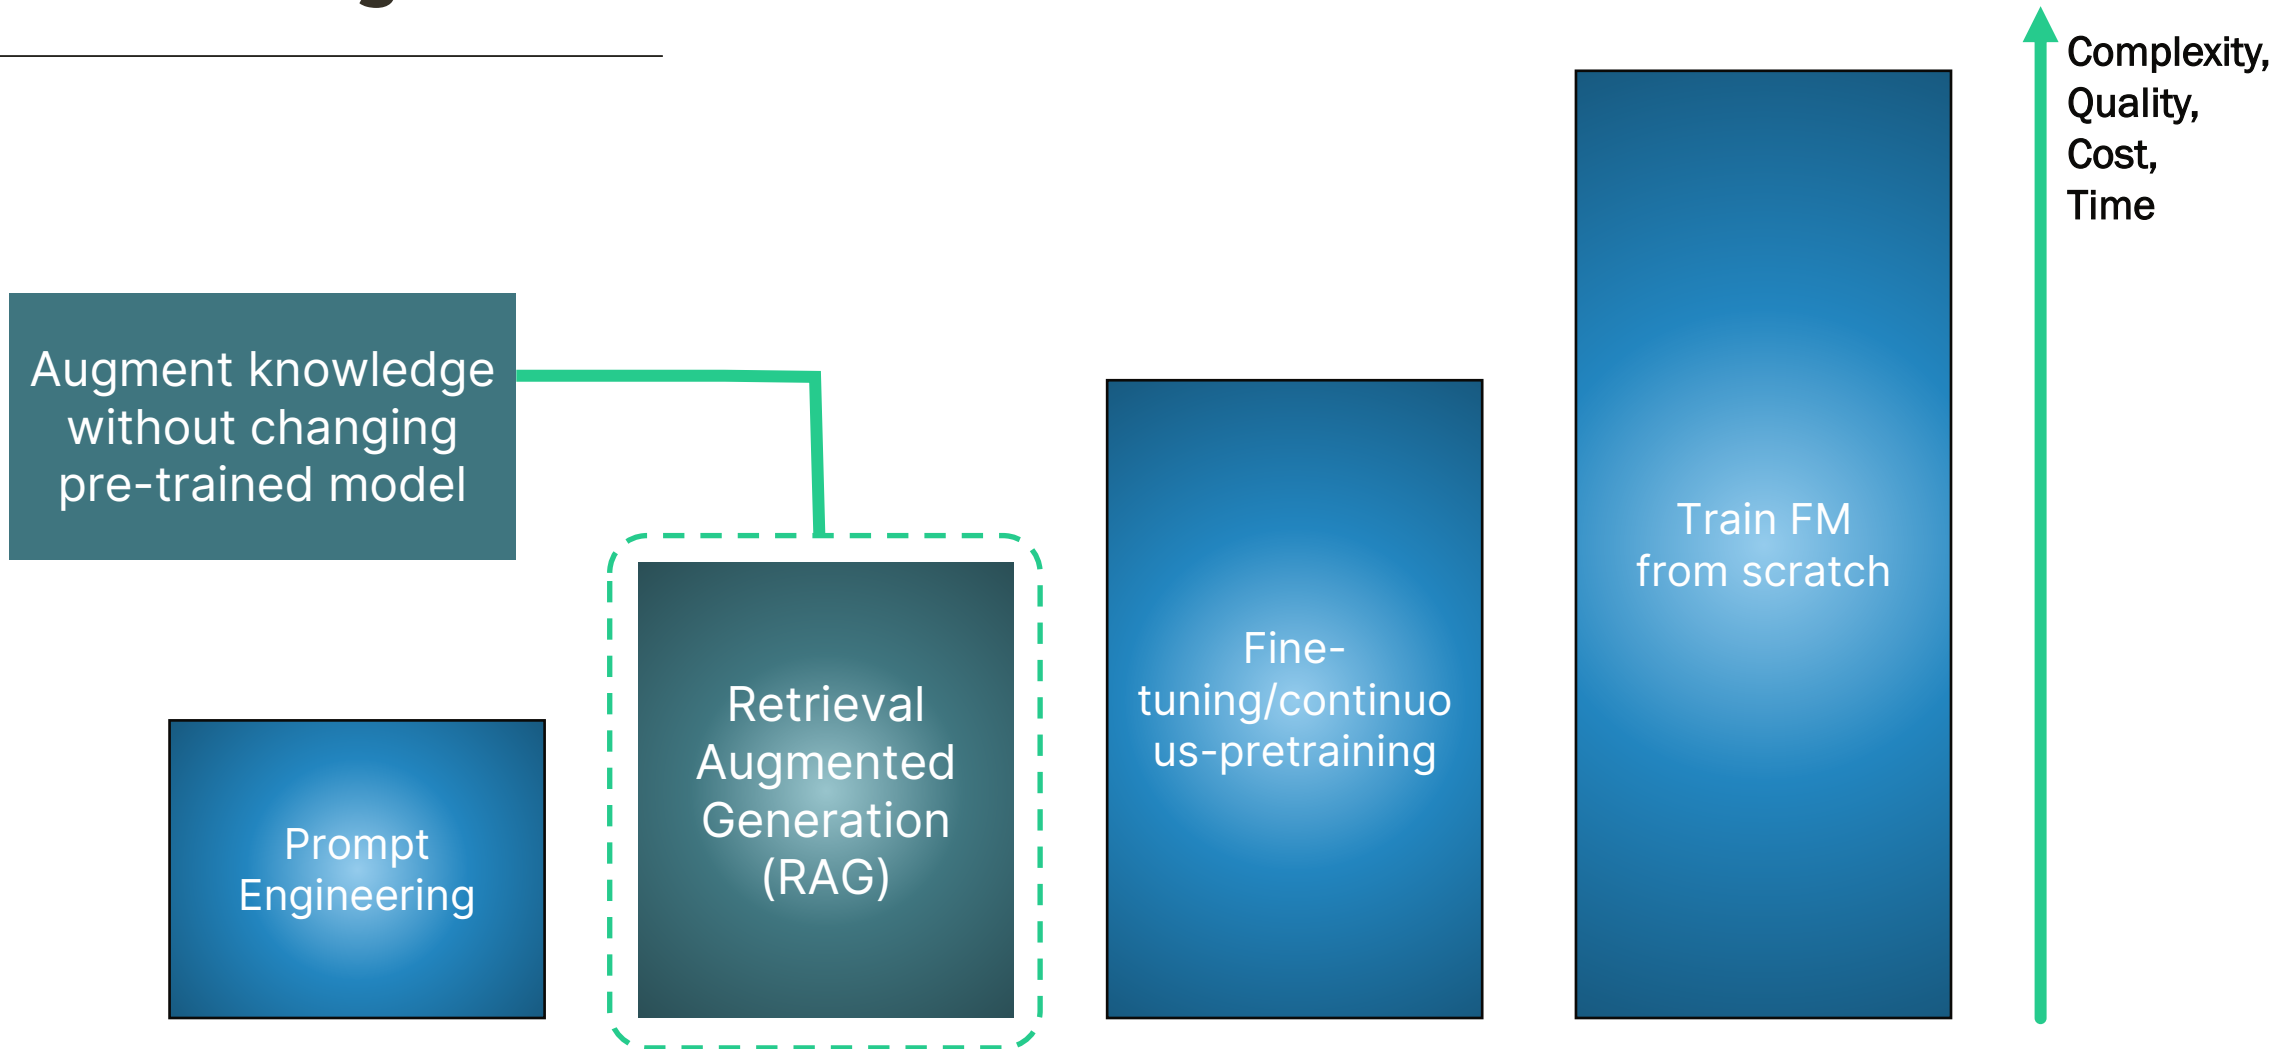 Complexity,
Quality,
Cost,
Time
Augment knowledge
without changing
pre-trained model
Prompt
Engineering
Retrieval
Augmented
Generation
(RAG)
Fine-
tuning/continuo
us-pretraining
Train FM
from scratch